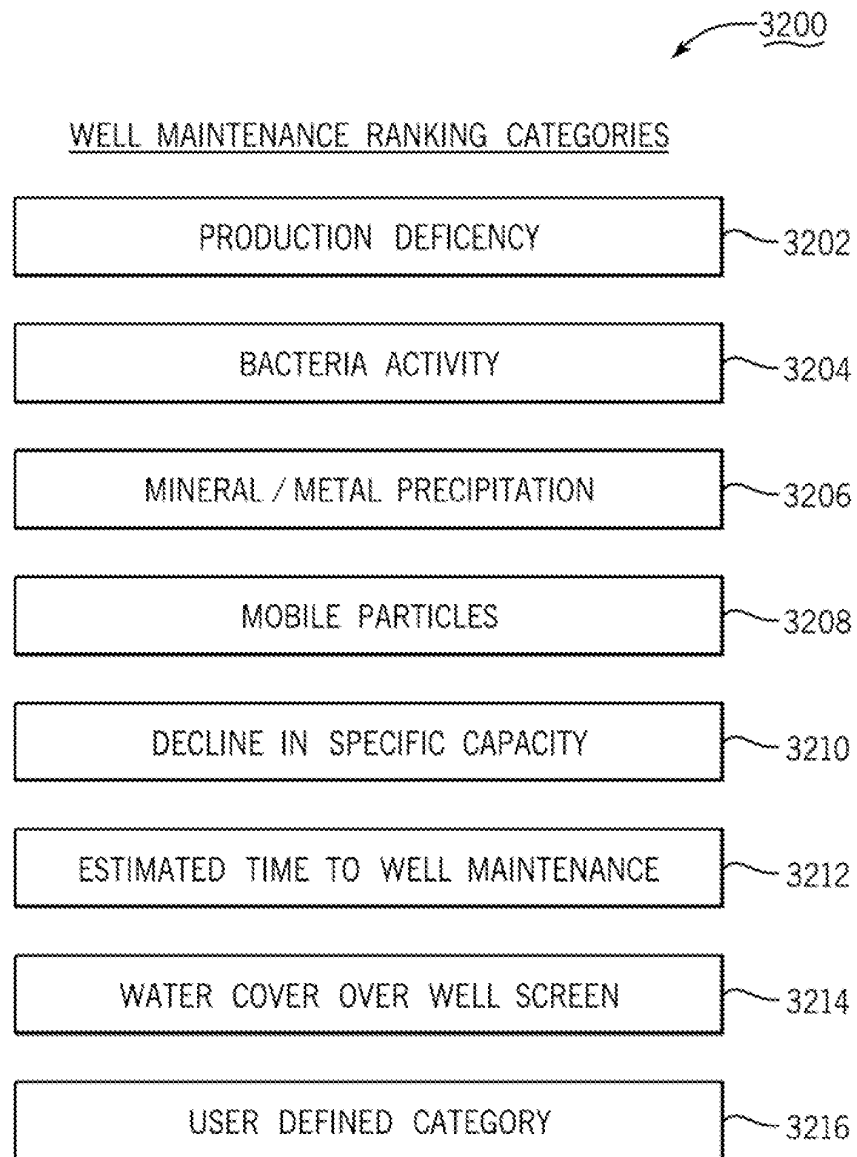 3200
WELL MAINTENANCE RANKING CATEGORIES
PRODUCTION DEFICENCY 3202
BACTERIA ACTIVITY 3204
MINERAL / METAL PRECIPITATION 3206
MOBILE PARTICLES 3208
DECLINE IN SPECIFIC CAPACITY 3210
ESTIMATED TIME TO WELL MAINTENANCE 3212
WATER COVER OVER WELL SCREEN 3214
USER DEFINED CATEGORY 3216